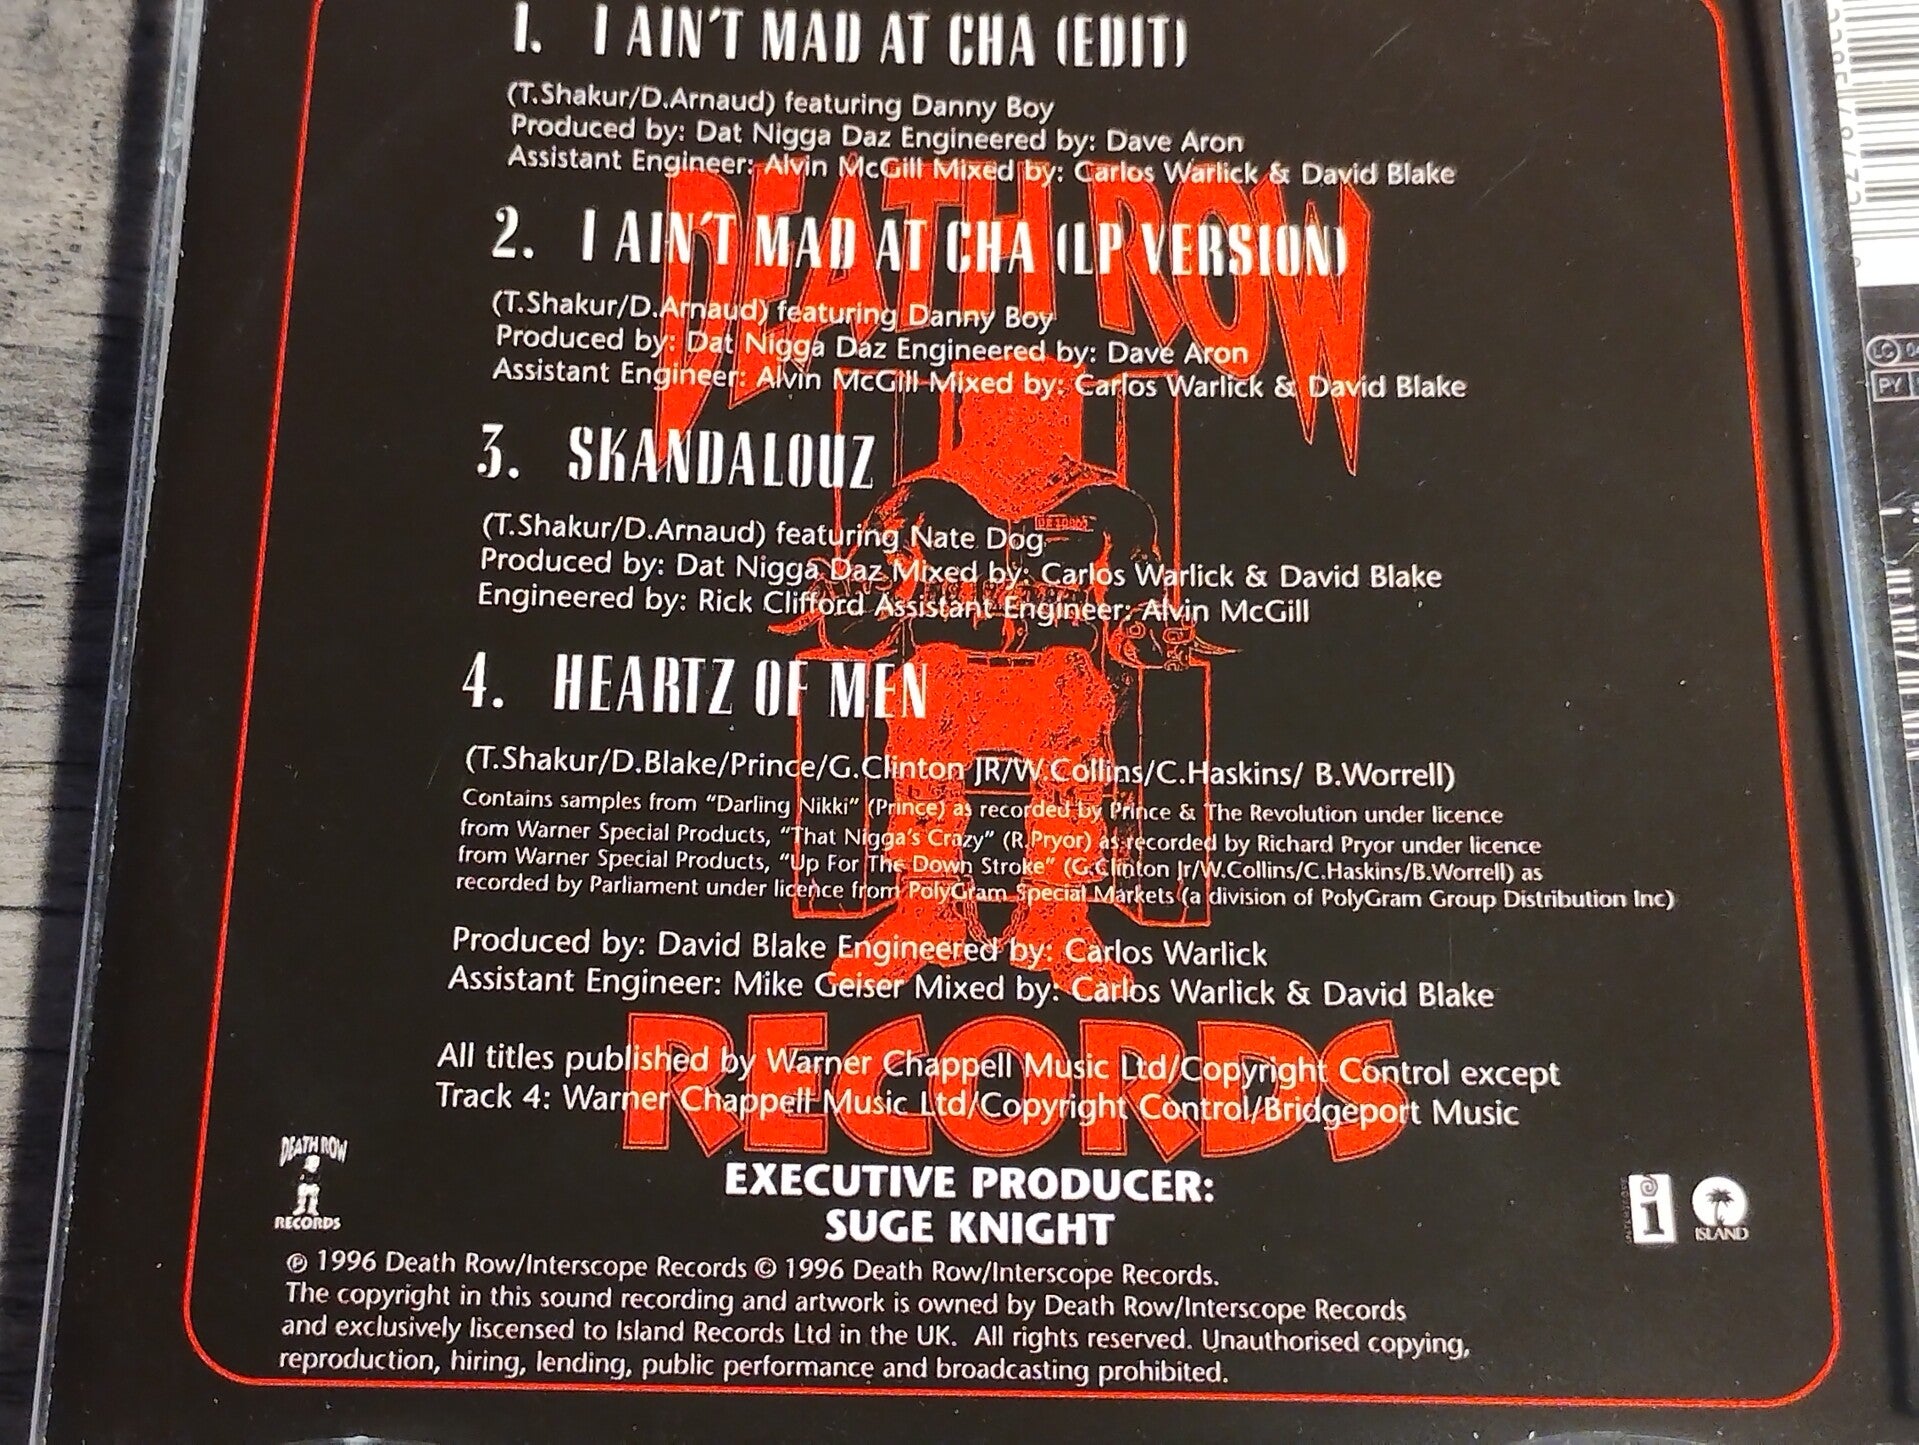 1. I AIN'T MAD AT CHA (EDIT)
(T.Shakur/D.Arnaud) featuring Danny Boy
Produced by: Dat Nigga Daz Engineered by: Dave Aron
Assistant Engineer: Alvin McGill Mixed by: Carlos Warlick & David Blake
DEATH ROW
2. I AIN'T MAD AT CHA (LP VERSION)
(T.Shakur/D.Arnaud) featuring Danny Boy
Produced by: Dat Nigga Daz Engineered by: Dave Aron
Assistant Engineer: Alvin McGill Mixed by: Carlos Warlick & David Blake
3. SKANDALOUZ
(T.Shakur/D.Arnaud) featuring Nate Dog
Produced by: Dat Nigga Daz Mixed by: Carlos Warlick & David Blake
Engineered by: Rick Clifford Assistant Engineer: Alvin McGill
4. HEARTZ OF MEN
(T.Shakur/D.Blake/Prince/G.Clinton JR/W.Collins/C.Haskins/ B.Worrell)
Contains samples from "Darling Nikki" (Prince) as recorded by Prince & The Revolution under licence
from Warner Special Products, "That Nigga's Crazy" (R.Pryor) as recorded by Richard Pryor under licence
from Warner Special Products, "Up For The Down Stroke" (G.Clinton Jr/W.Collins/C.Haskins/B.Worrell) as
recorded by Parliament under licence from PolyGram Special Markets (a division of PolyGram Group Distribution Inc)
Produced by: David Blake Engineered by: Carlos Warlick
Assistant Engineer: Mike Geiser Mixed by: Carlos Warlick & David Blake
RECORDS
All titles published by Warner Chappell Music Ltd/Copyright Control except
Track 4: Warner Chappell Music Ltd/Copyright Control/Bridgeport Music
DEATH ROW
RECORDS
EXECUTIVE PRODUCER:
SUGE KNIGHT
i
ISLAND
℗ 1996 Death Row/Interscope Records © 1996 Death Row/Interscope Records.
The copyright in this sound recording and artwork is owned by Death Row/Interscope Records
and exclusively liscensed to Island Records Ltd in the UK. All rights reserved. Unauthorised copying,
reproduction, hiring, lending, public performance and broadcasting prohibited.
LC
PY